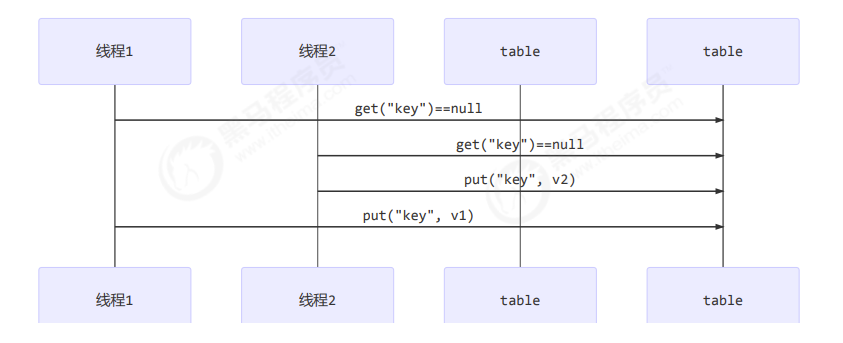 线程1
线程2
table
table
get("key")==null
get("key")==null
put("key", v2)
put("key", v1)
线程1
线程2
table
table
黑马程序员
www.itheima.com
黑马程序员
www.itheima.com